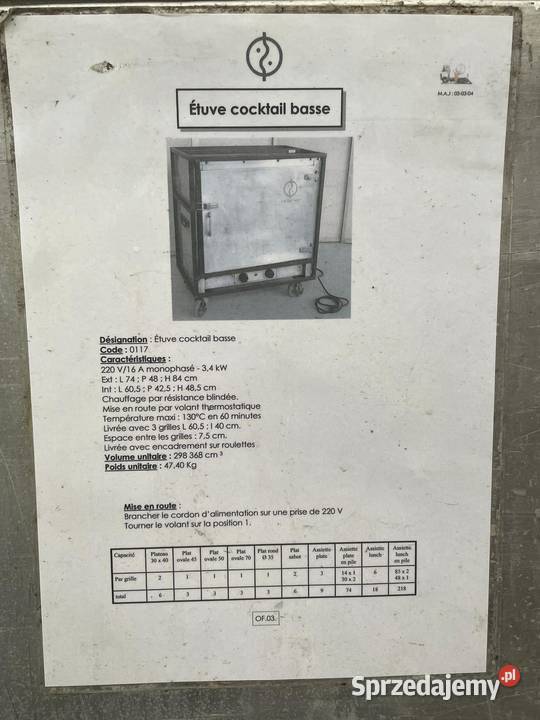 M.A.J : 03-03-04
Étuve cocktail basse
Désignation : Étuve cocktail basse
Code : 0117
Caractéristiques :
220 V/16 A monophasé - 3,4 kW
Ext : L 74 ; P 48 ; H 84 cm
Int : L 60,5 ; P 42,5 ; H 48,5 cm
Chauffage par résistance blindée.
Mise en route par volant thermostatique
Température maxi : 130°C en 60 minutes
Livrée avec 3 grilles L 60,5 ; l 40 cm.
Espace entre les grilles : 7,5 cm.
Livrée avec encadrement sur roulettes
Volume unitaire : 298 368 cm ³
Poids unitaire : 47,40 Kg
Mise en route :
Brancher le cordon d'alimentation sur une prise de 220 V
Tourner le volant sur la position 1.
Capacité Plateau 30 x 40 Plat ovale 45 Plat ovale 50 Plat ovale 70 Plat rond Ø 35 Plat sabot Assiette plate Assiette plate en pile Assiette lunch Assiette lunch en pile
Par grille 2 1 1 1 1 2 3 14 x 1 30 x 2 6 85 x 2 48 x 1
total 6 3 3 3 3 6 9 74 18 218
OF.03.
Sprzedajemy.pl